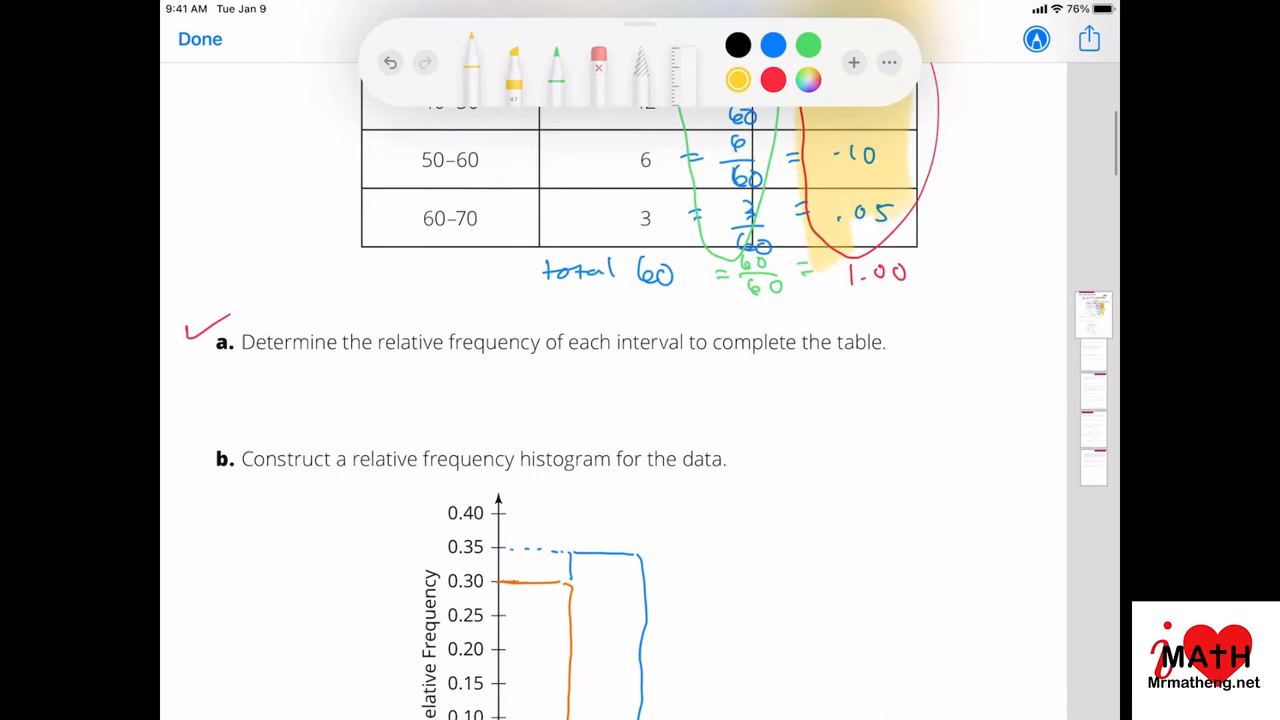 9:41 AM Tue Jan 9 76%
Done
60
50–60 6 = 6/60 = .10
60–70 3 = 3/60 = .05
total 60 = 60/60 = 1.00
a. Determine the relative frequency of each interval to complete the table.
b. Construct a relative frequency histogram for the data.
0.40
0.35
0.30
0.25
0.20
0.15
0.10
elative Frequency
i MATH
Mrmatheng.net